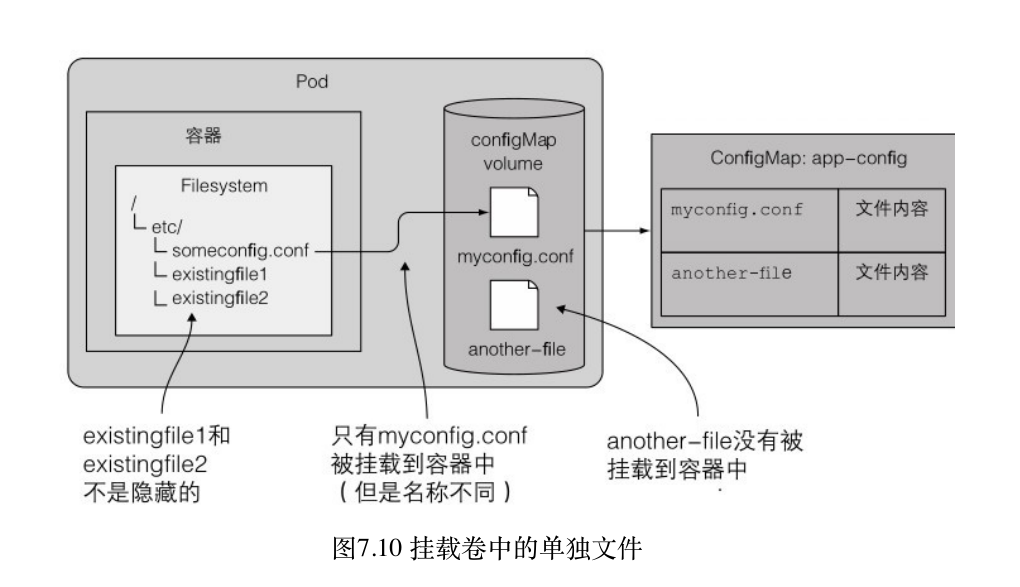 Pod
容器
Filesystem
/
etc/
someconfig.conf
existingfile1
existingfile2
configMap
volume
myconfig.conf
another-file
ConfigMap: app-config
myconfig.conf 文件内容
another-file 文件内容
existingfile1和
existingfile2
不是隐藏的
只有myconfig.conf
被挂载到容器中
（但是名称不同）
another-file没有被
挂载到容器中
图7.10 挂载卷中的单独文件